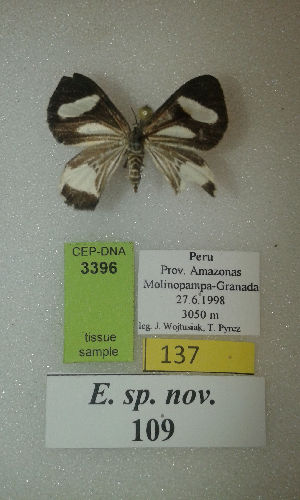 CEP-DNA
3396
tissue
sample
Peru
Prov. Amazonas
Molinopampa-Granada
27.6.1998
3050 m
leg. J. Wojtusiak, T. Pyrcz
137
E. sp. nov.
109